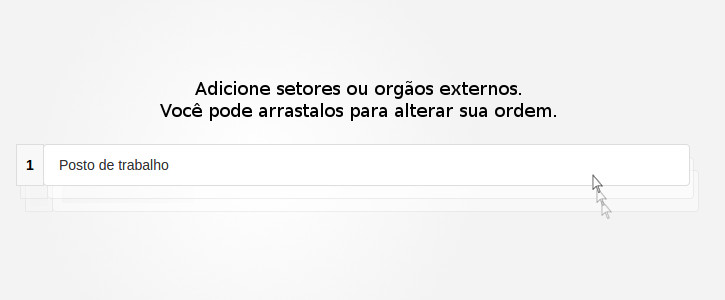 Adicione setores ou orgãos externos.
Você pode arrastalos para alterar sua ordem.
1 Posto de trabalho